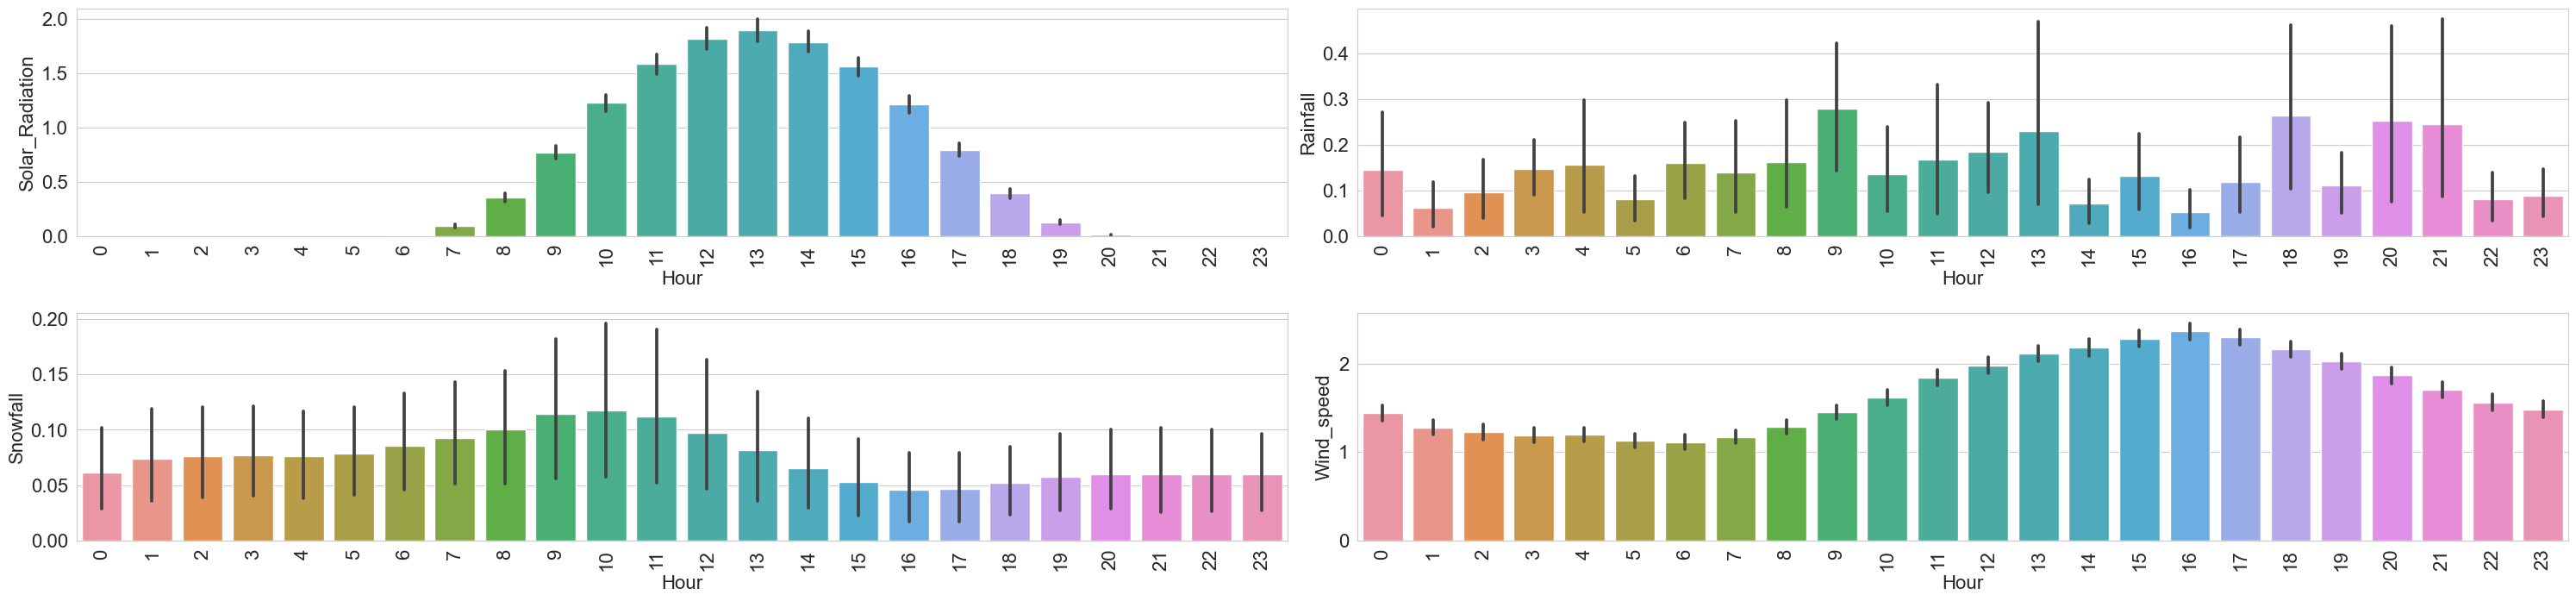 Solar_Radiation
2.0
1.5
1.0
0.5
0.0
0 1 2 3 4 5 6 7 8 9 10 11 12 13 14 15 16 17 18 19 20 21 22 23
Hour
Rainfall
0.4
0.3
0.2
0.1
0.0
0 1 2 3 4 5 6 7 8 9 10 11 12 13 14 15 16 17 18 19 20 21 22 23
Hour
Snowfall
0.20
0.15
0.10
0.05
0.00
0 1 2 3 4 5 6 7 8 9 10 11 12 13 14 15 16 17 18 19 20 21 22 23
Hour
Wind_speed
2
1
0
0 1 2 3 4 5 6 7 8 9 10 11 12 13 14 15 16 17 18 19 20 21 22 23
Hour